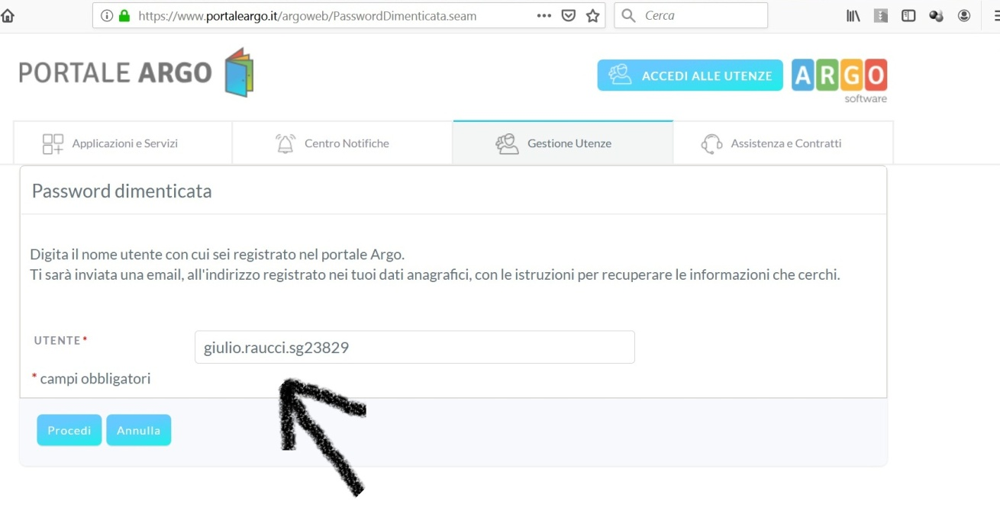 https://www.portaleargo.it/argoweb/PasswordDimenticata.seam
Cerca
PORTALE ARGO
ACCEDI ALLE UTENZE
ARGO
software
Applicazioni e Servizi
Centro Notifiche
Gestione Utenze
Assistenza e Contratti
Password dimenticata
Digita il nome utente con cui sei registrato nel portale Argo.
Ti sarà inviata una email, all'indirizzo registrato nei tuoi dati anagrafici, con le istruzioni per recuperare le informazioni che cerchi.
UTENTE*
giulio.raucci.sg23829
* campi obbligatori
Procedi
Annulla